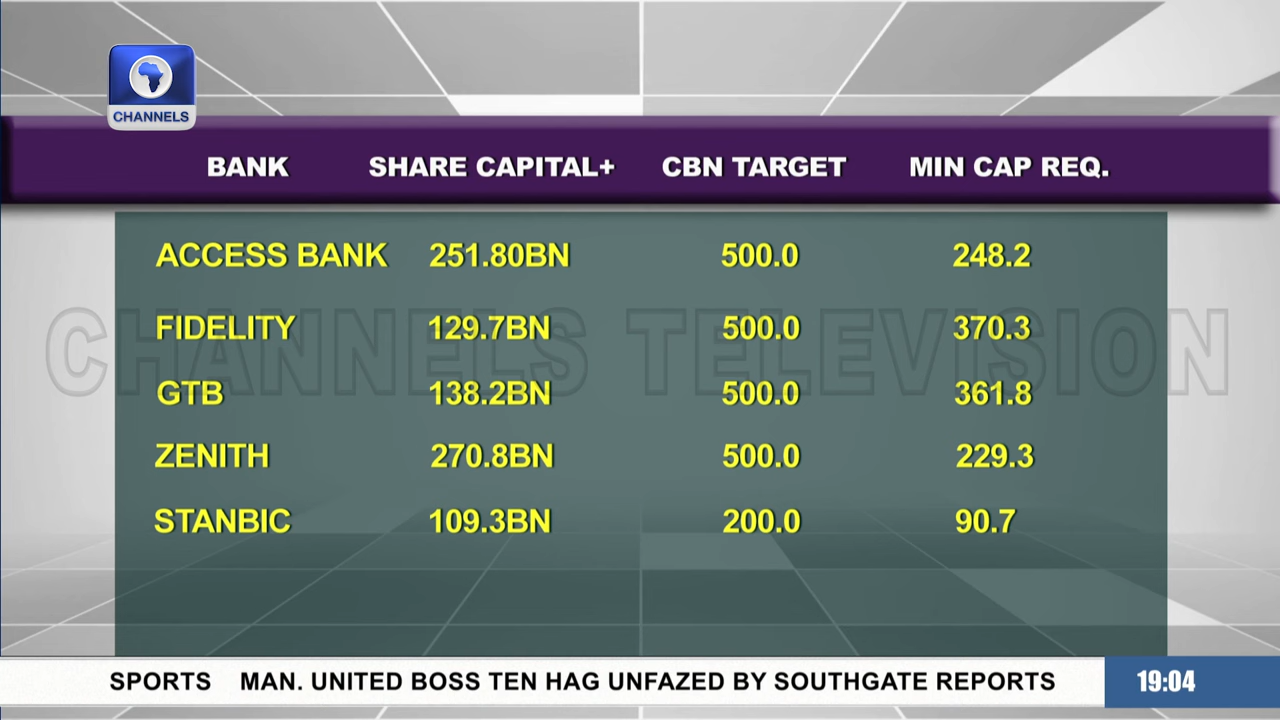 CHANNELS
BANK SHARE CAPITAL+ CBN TARGET MIN CAP REQ.
ACCESS BANK 251.80BN 500.0 248.2
FIDELITY 129.7BN 500.0 370.3
CHANNELS TELEVISION
GTB 138.2BN 500.0 361.8
ZENITH 270.8BN 500.0 229.3
STANBIC 109.3BN 200.0 90.7
SPORTS MAN. UNITED BOSS TEN HAG UNFAZED BY SOUTHGATE REPORTS 19:04